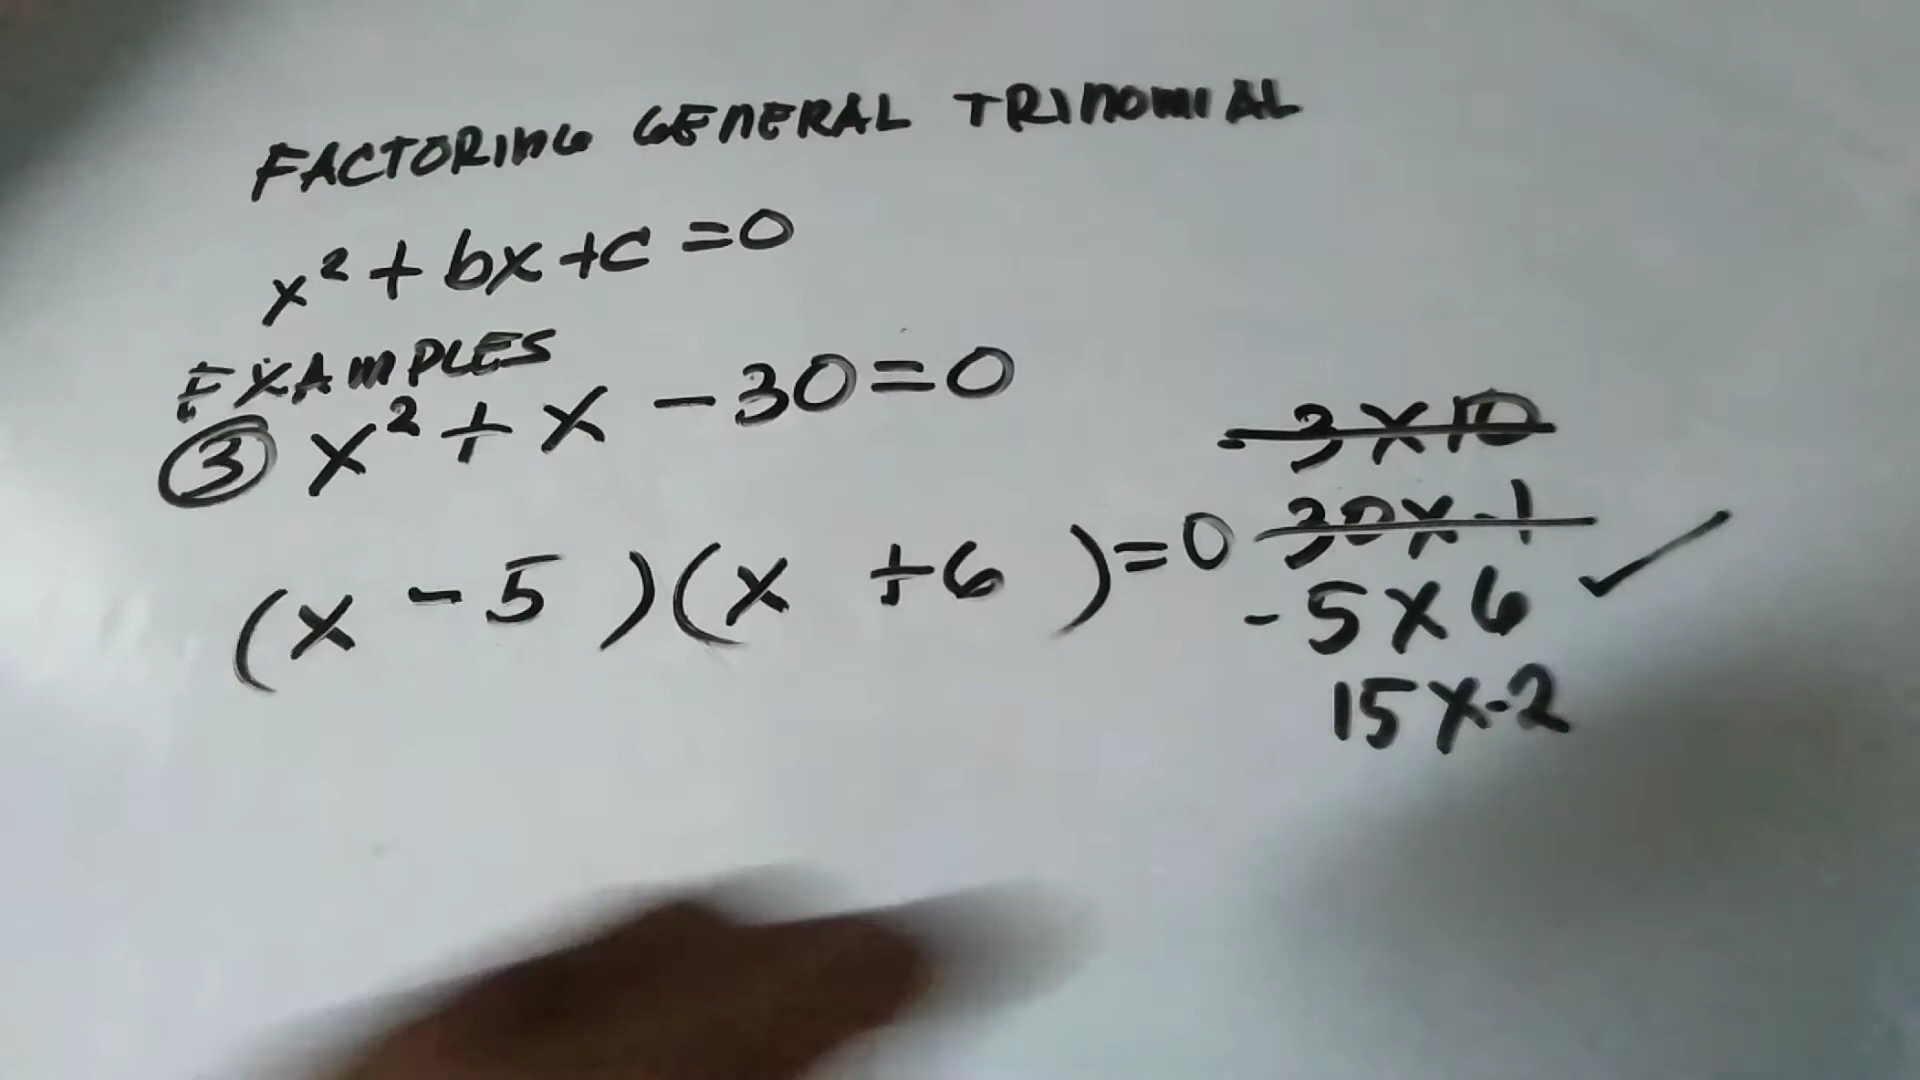 FACTORING GENERAL TRINOMIAL
x² + bx + c = 0
EXAMPLES
③ x² + x - 30 = 0
(x - 5)(x + 6) = 0
-3 x 10
30 x -1
-5 x 6 ✓
15 x -2